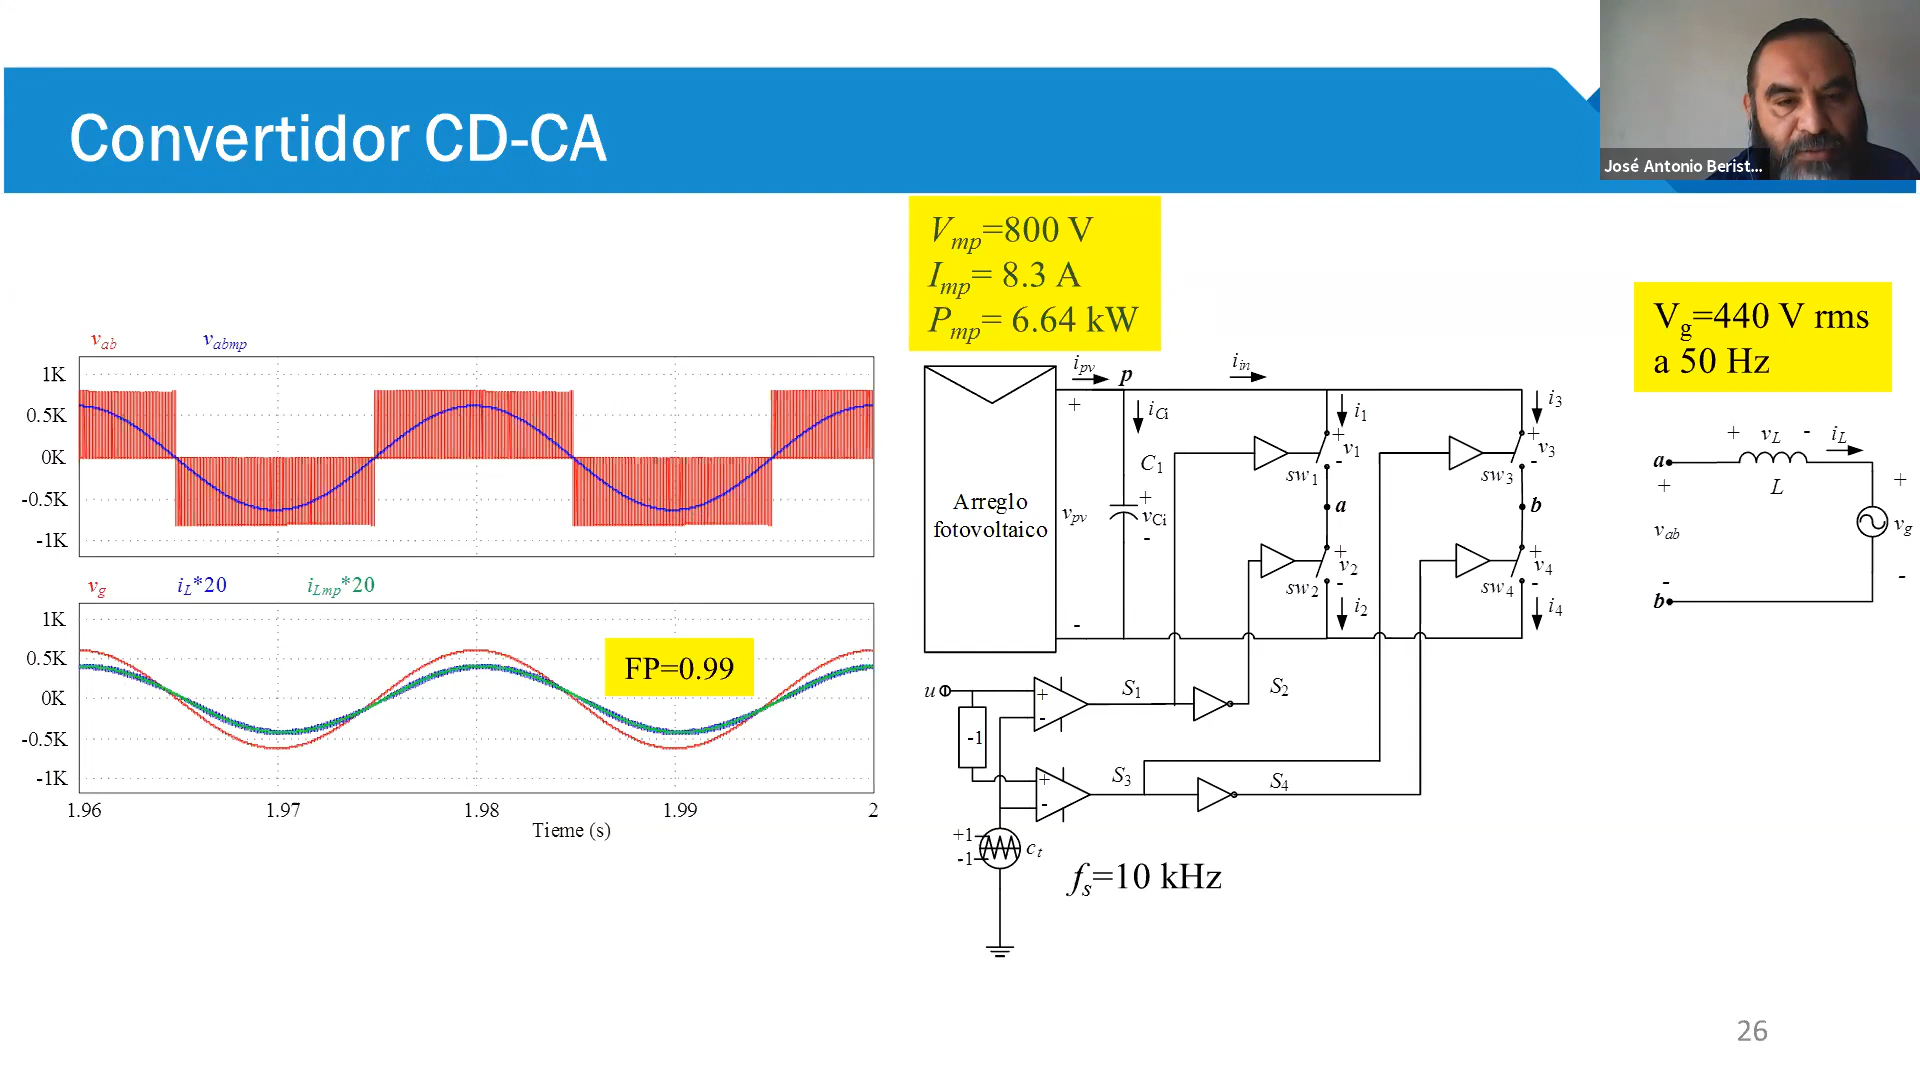 Convertidor CD-CA
José Antonio Berist...
Vmp=800 V
Imp= 8.3 A
Pmp= 6.64 kW
Vg=440 V rms
a 50 Hz
vab vabmp
1K
0.5K
0K
-0.5K
-1K
vg iL*20 iLmp*20
1K
0.5K
0K
-0.5K
-1K
FP=0.99
1.96 1.97 1.98 1.99 2
Tieme (s)
ipv p iin
+ iCi i1 i3
+ v1 - + v3 -
C1 sw1 sw3
Arreglo
fotovoltaico
vpv + vCi - a b
+ v2 - + v4 -
sw2 sw4
- i2 i4
u + - S1 S2
-1
+ - S3 S4
+1
-1 ct
fs=10 kHz
+ vL - iL
a
+ L +
vab vg
- -
b
26